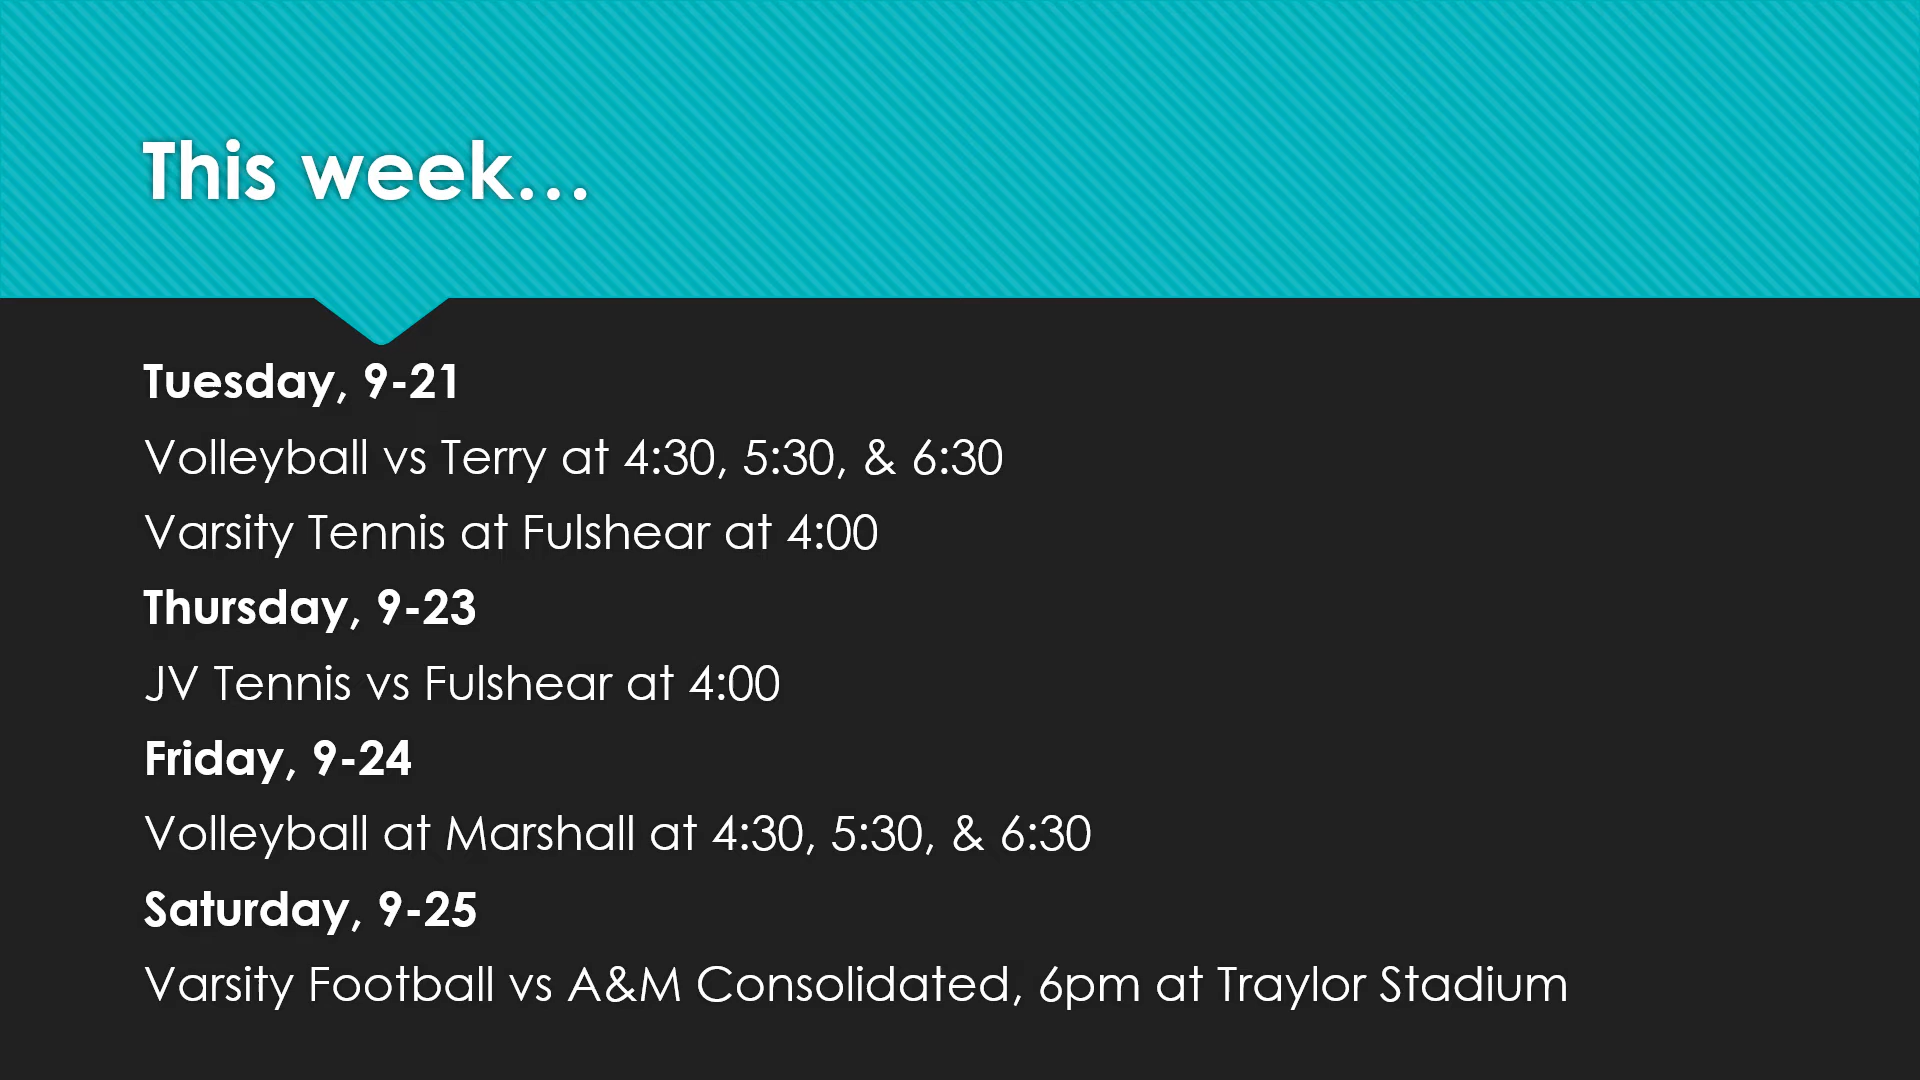 This week…
Tuesday, 9-21
Volleyball vs Terry at 4:30, 5:30, & 6:30
Varsity Tennis at Fulshear at 4:00
Thursday, 9-23
JV Tennis vs Fulshear at 4:00
Friday, 9-24
Volleyball at Marshall at 4:30, 5:30, & 6:30
Saturday, 9-25
Varsity Football vs A&M Consolidated, 6pm at Traylor Stadium